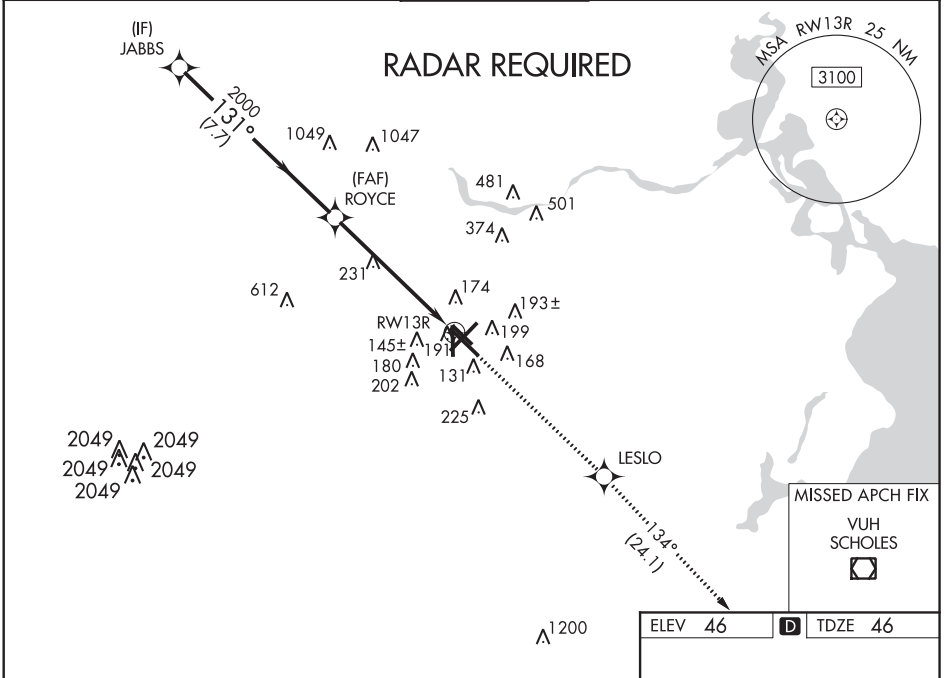 (IF)
JABBS
RADAR REQUIRED
MSA RW13R 25 NM
3100
2000
131°
(7.7)
1049
1047
(FAF)
ROYCE
481
501
374
231
612
174
193±
RW13R
199
145±
191
168
180
131
202
225
2049
2049
2049
2049
2049
LESLO
134°
(24.1)
MISSED APCH FIX
VUH
SCHOLES
1200
ELEV 46
D
TDZE 46